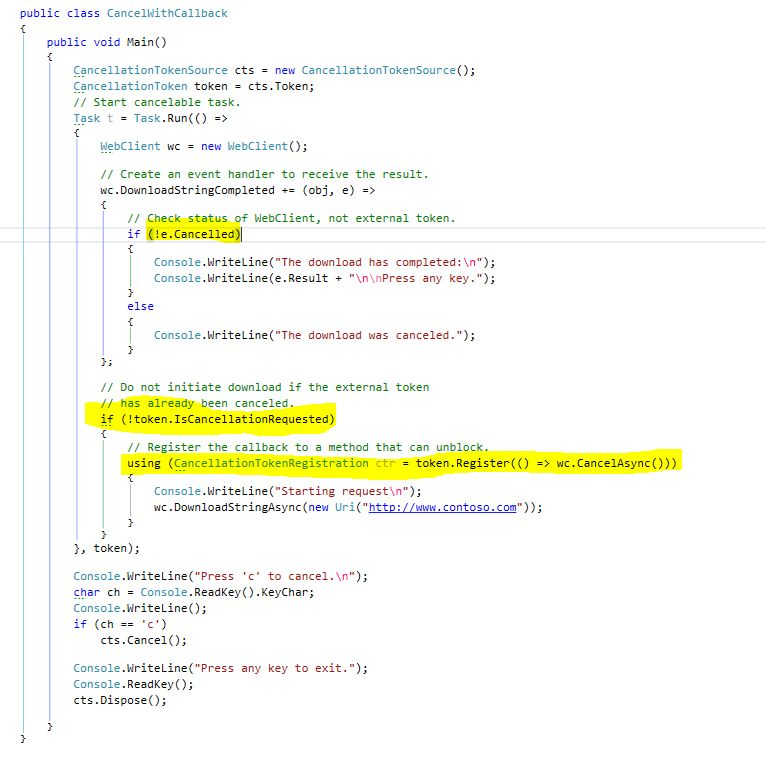 public class CancelWithCallback
{
    public void Main()
    {
        CancellationTokenSource cts = new CancellationTokenSource();
        CancellationToken token = cts.Token;
        // Start cancelable task.
        Task t = Task.Run(() =>
        {
            WebClient wc = new WebClient();

            // Create an event handler to receive the result.
            wc.DownloadStringCompleted += (obj, e) =>
            {
                // Check status of WebClient, not external token.
                if (!e.Cancelled)
                {
                    Console.WriteLine("The download has completed:\n");
                    Console.WriteLine(e.Result + "\n\nPress any key.");
                }
                else
                {
                    Console.WriteLine("The download was canceled.");
                }
            };

            // Do not initiate download if the external token
            // has already been canceled.
            if (!token.IsCancellationRequested)
            {
                // Register the callback to a method that can unblock.
                using (CancellationTokenRegistration ctr = token.Register(() => wc.CancelAsync()))
                {
                    Console.WriteLine("Starting request\n");
                    wc.DownloadStringAsync(new Uri("http://www.contoso.com"));
                }
            }
        }, token);

        Console.WriteLine("Press 'c' to cancel.\n");
        char ch = Console.ReadKey().KeyChar;
        Console.WriteLine();
        if (ch == 'c')
            cts.Cancel();

        Console.WriteLine("Press any key to exit.");
        Console.ReadKey();
        cts.Dispose();

    }
}